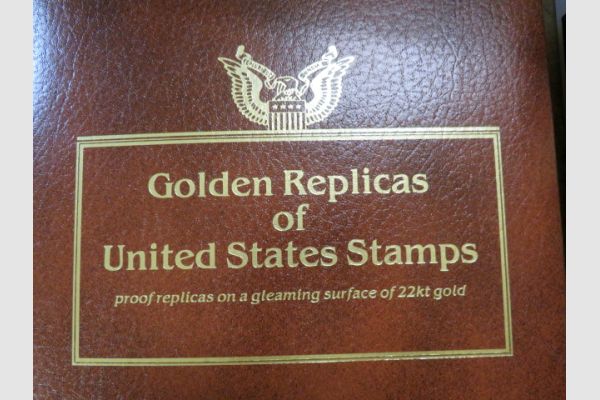 Golden Replicas
of
United States Stamps
proof replicas on a gleaming surface of 22kt gold